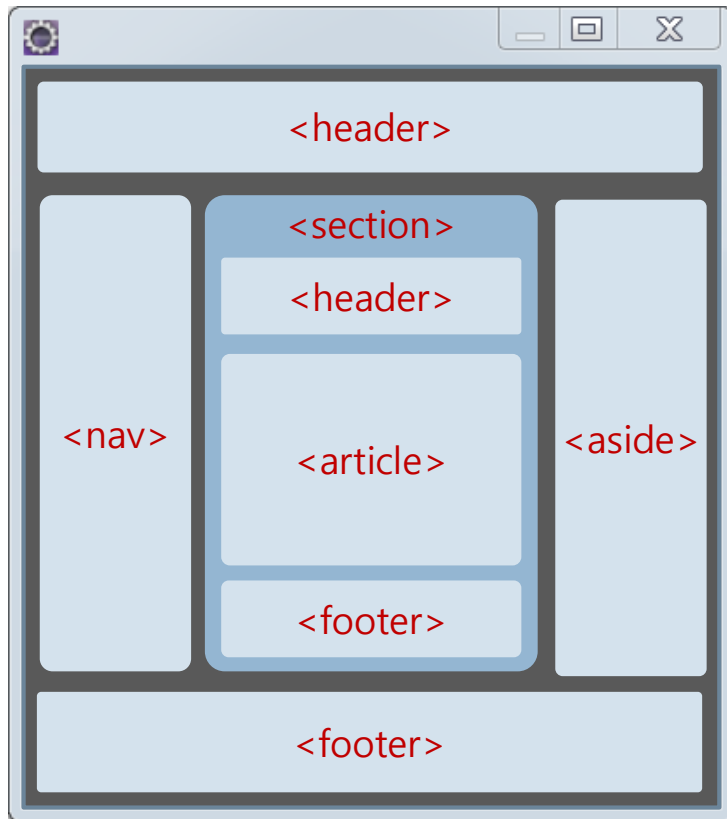 <header>
<nav>
<section>
<header>
<article>
<footer>
<aside>
<footer>